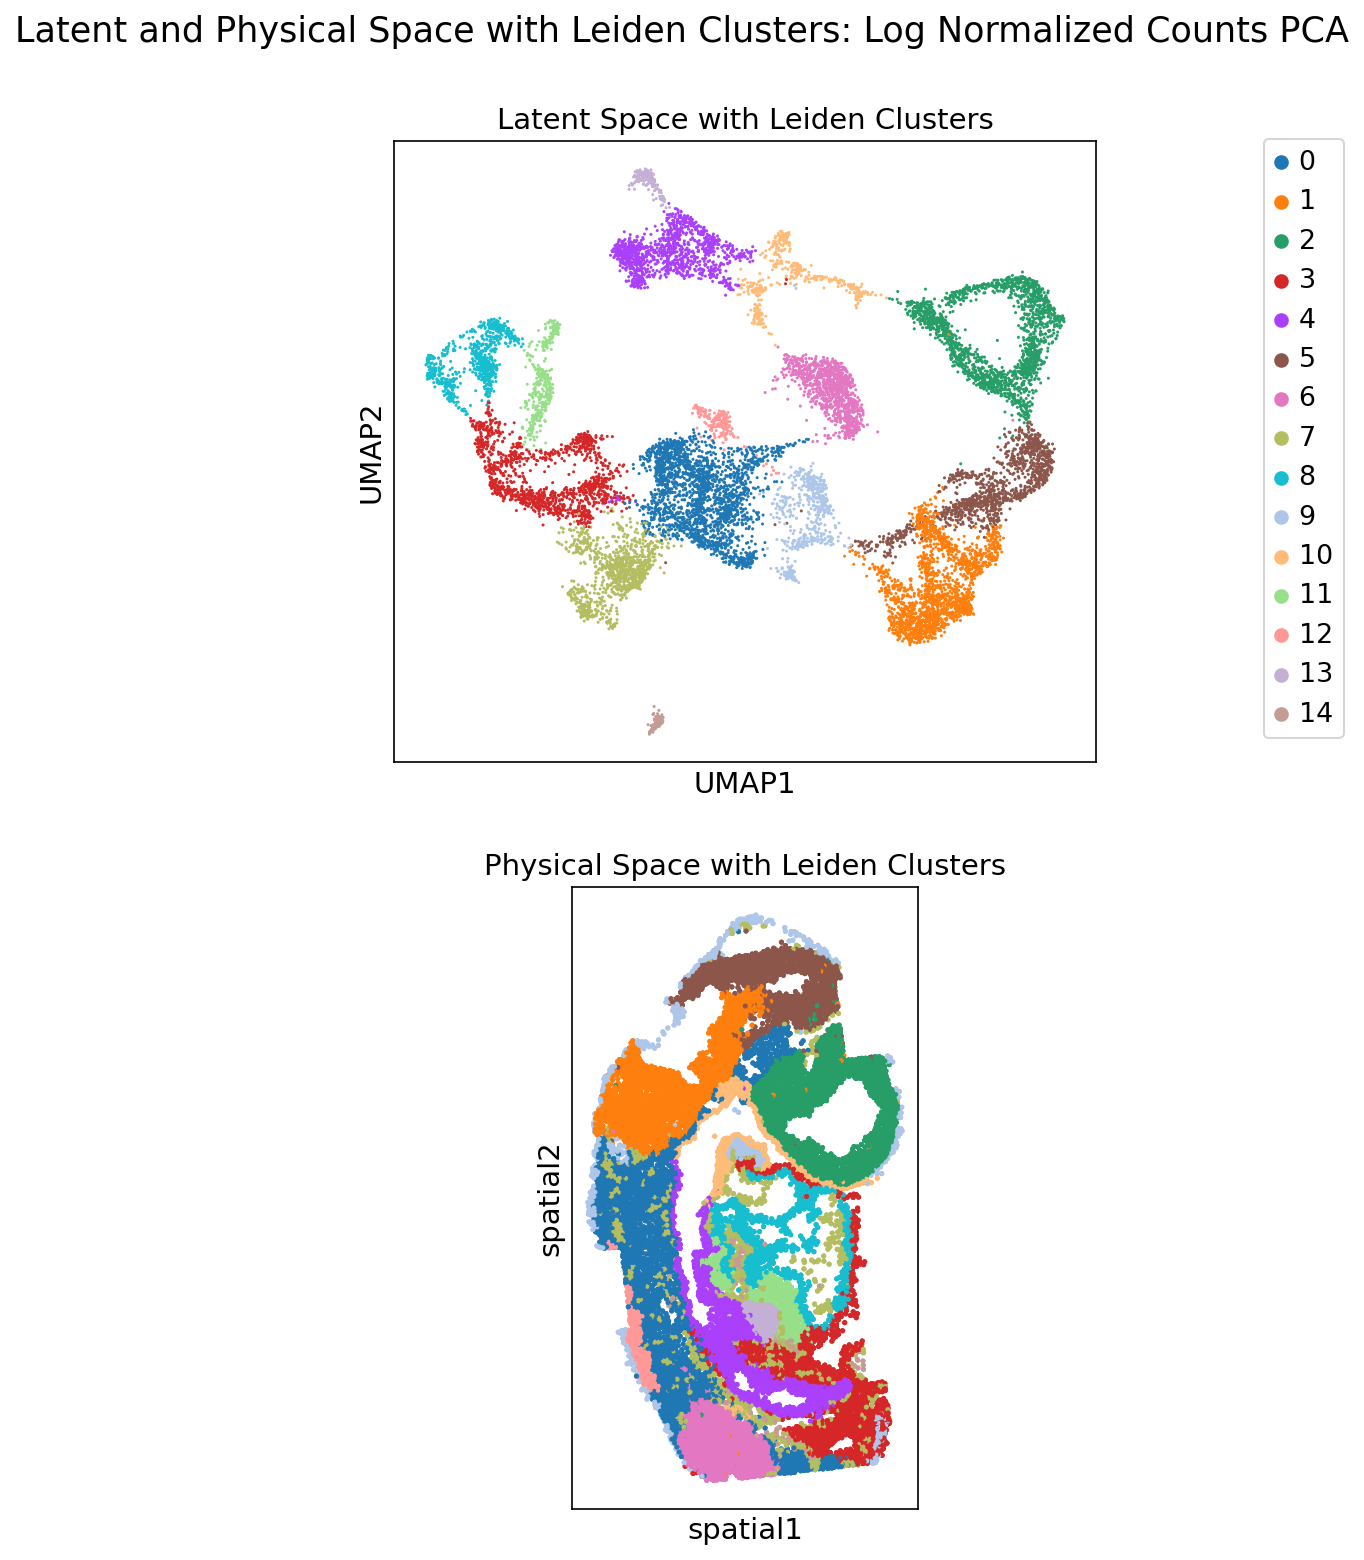 Latent and Physical Space with Leiden Clusters: Log Normalized Counts PCA
Latent Space with Leiden Clusters
UMAP2
UMAP1
0
1
2
3
4
5
6
7
8
9
10
11
12
13
14
Physical Space with Leiden Clusters
spatial2
spatial1